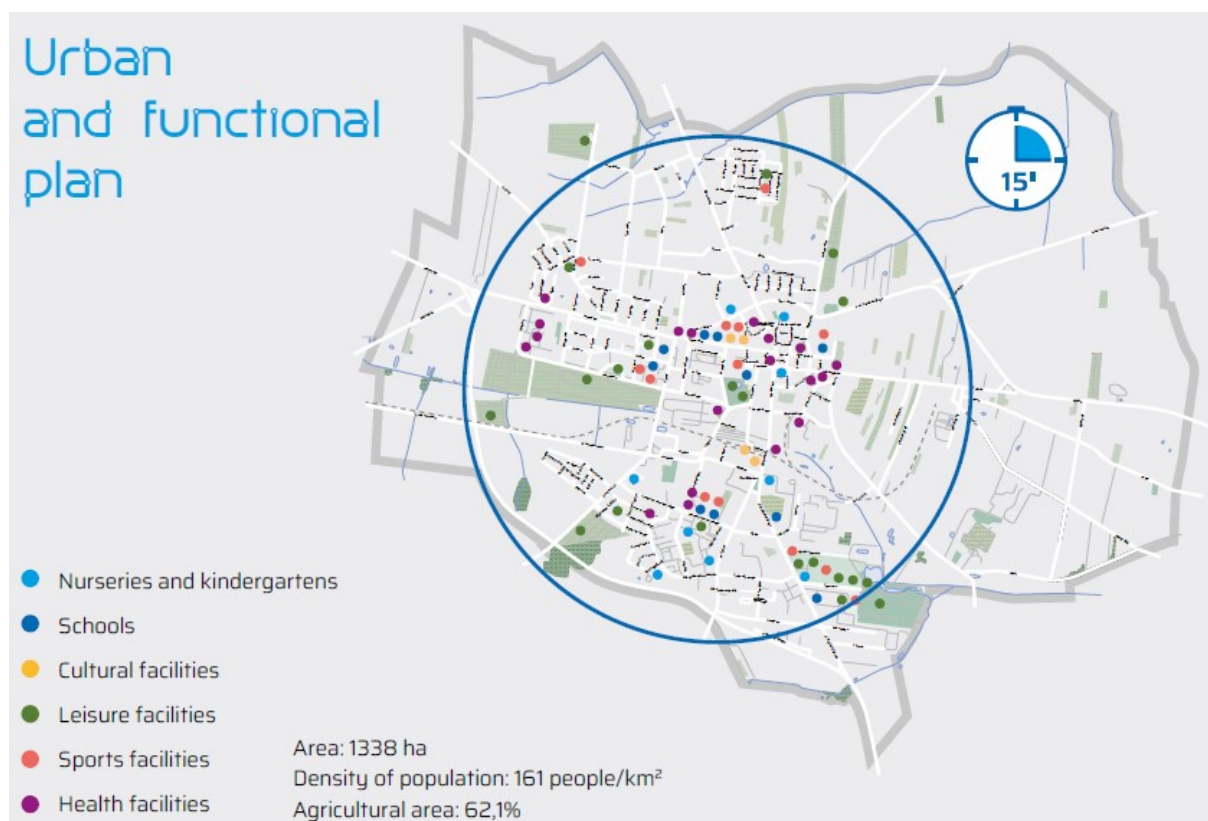 Urban
and functional
plan
15'
Nurseries and kindergartens
Schools
Cultural facilities
Leisure facilities
Sports facilities
Health facilities
Area: 1338 ha
Density of population: 161 people/km²
Agricultural area: 62,1%